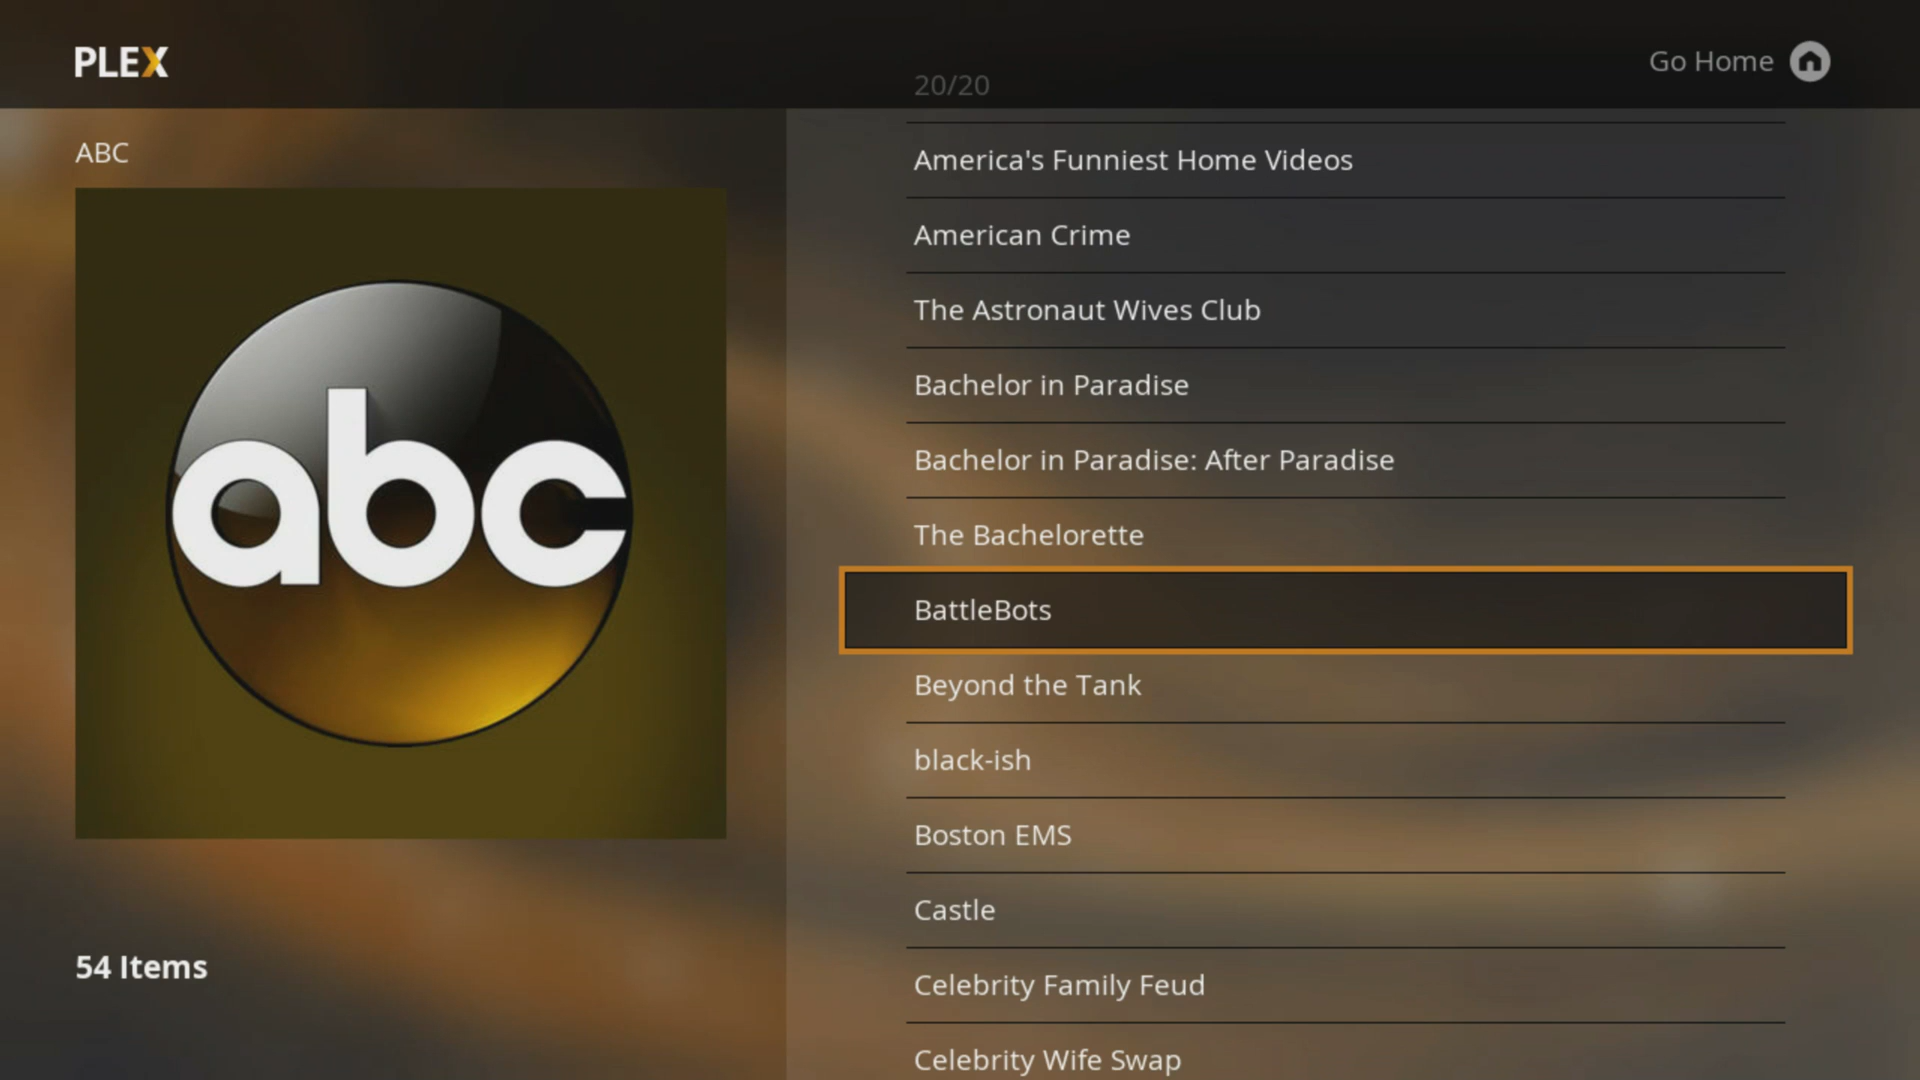 PLEX
Go Home
ABC
abc
54 Items
20/20
America's Funniest Home Videos
American Crime
The Astronaut Wives Club
Bachelor in Paradise
Bachelor in Paradise: After Paradise
The Bachelorette
BattleBots
Beyond the Tank
black-ish
Boston EMS
Castle
Celebrity Family Feud
Celebrity Wife Swap